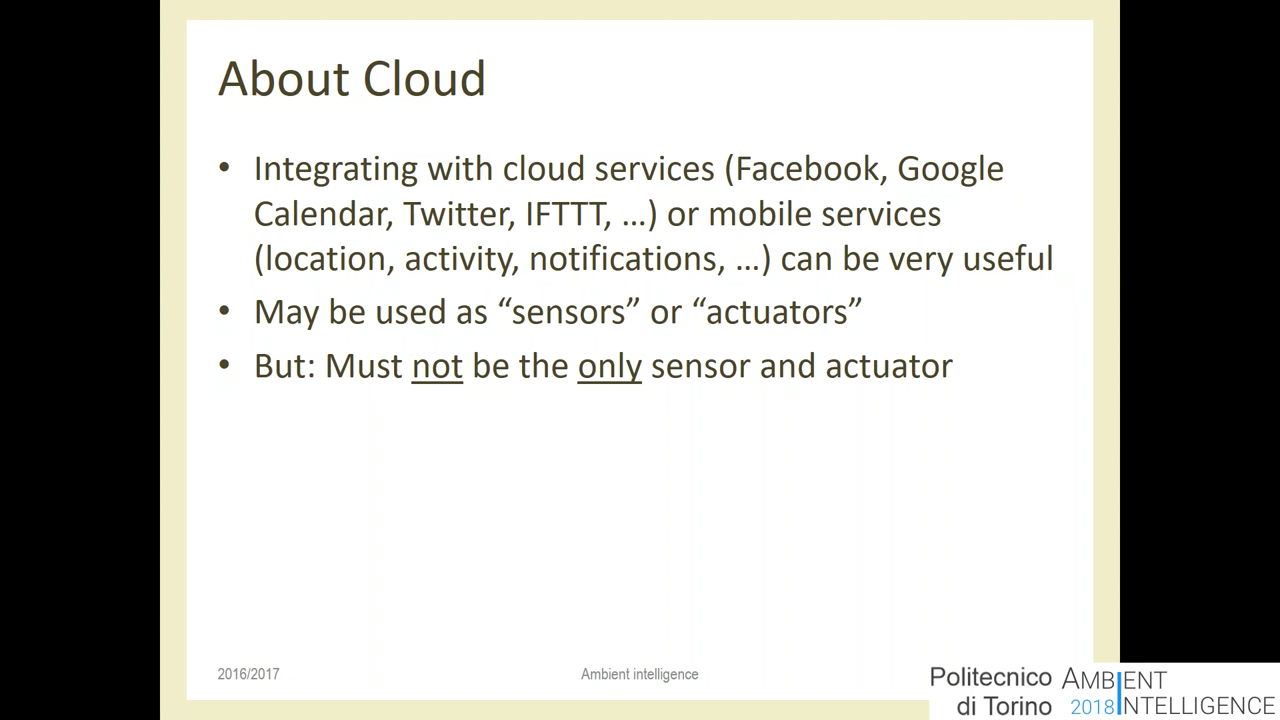 About Cloud
• Integrating with cloud services (Facebook, Google
Calendar, Twitter, IFTTT, …) or mobile services
(location, activity, notifications, …) can be very useful
• May be used as “sensors” or “actuators”
• But: Must not be the only sensor and actuator
2016/2017
Ambient intelligence
Politecnico
di Torino
AMBIENT
2018 INTELLIGENCE